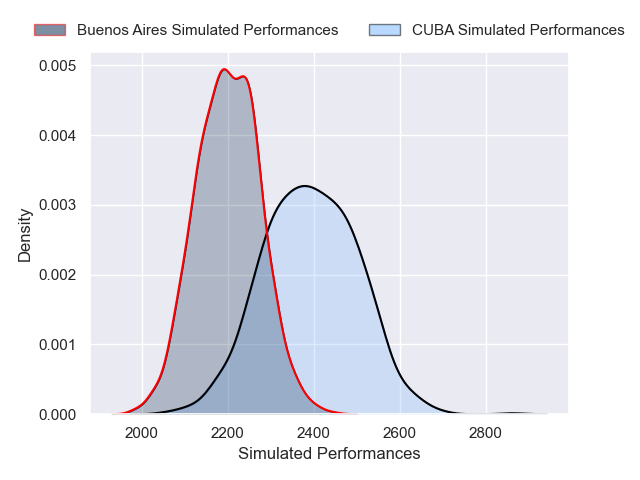 Buenos Aires Simulated Performances CUBA Simulated Performances
0.005
0.004
0.003
0.002
0.001
0.000
Density
2000 2200 2400 2600 2800
Simulated Performances